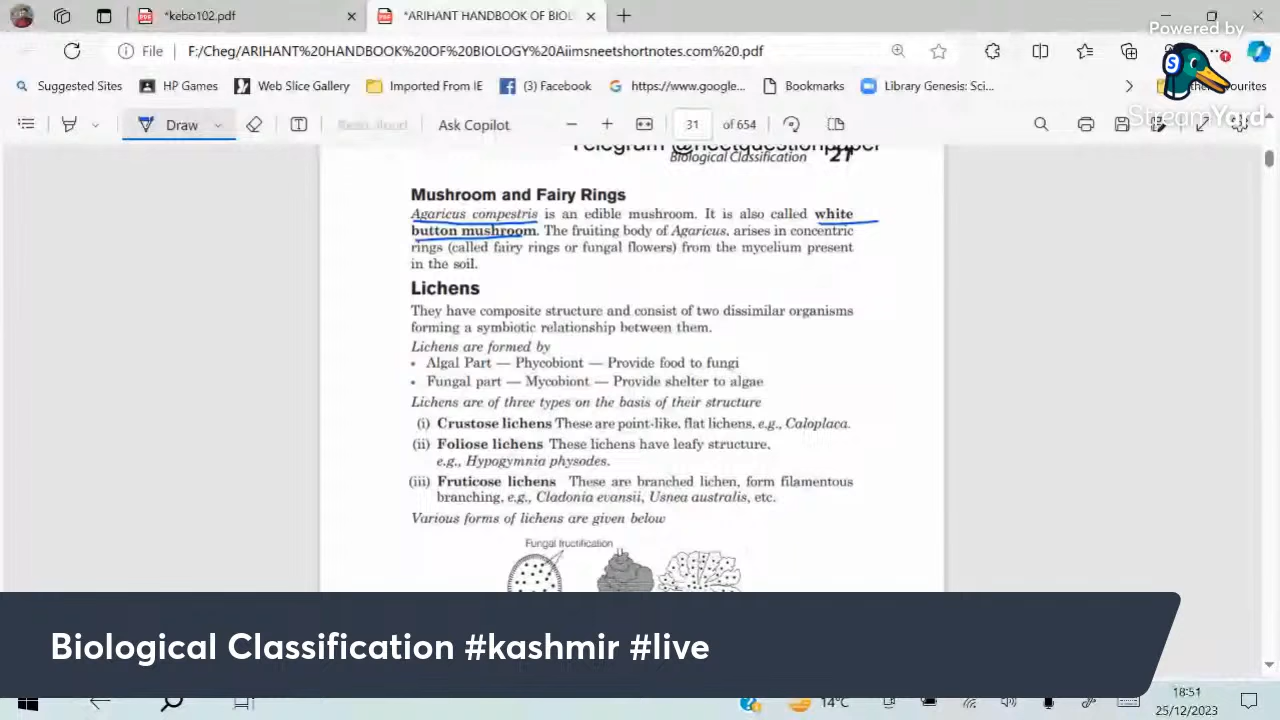 *kebo102.pdf
*ARIHANT HANDBOOK OF BIOL
Powered by
File
F:/Cheg/ARIHANT%20HANDBOOK%20OF%20BIOLOGY%20Aiimsneetshortnotes.com%20.pdf
Suggested Sites
HP Games
Web Slice Gallery
Imported From IE
(3) Facebook
https://www.google...
Bookmarks
Library Genesis: Sci...
StreamYard
Draw
Read aloud
Ask Copilot
31
of 654
Telegram @neetquestionpaper
Biological Classification 21
Mushroom and Fairy Rings
Agaricus compestris is an edible mushroom. It is also called white
button mushroom. The fruiting body of Agaricus, arises in concentric
rings (called fairy rings or fungal flowers) from the mycelium present
in the soil.
Lichens
They have composite structure and consist of two dissimilar organisms
forming a symbiotic relationship between them.
Lichens are formed by
• Algal Part — Phycobiont — Provide food to fungi
• Fungal part — Mycobiont — Provide shelter to algae
Lichens are of three types on the basis of their structure
(i) Crustose lichens These are point-like, flat lichens, e.g., Caloplaca.
(ii) Foliose lichens These lichens have leafy structure,
e.g., Hypogymnia physodes.
(iii) Fruticose lichens These are branched lichen, form filamentous
branching, e.g., Cladonia evansii, Usnea australis, etc.
Various forms of lichens are given below
Fungal fructification
Biological Classification #kashmir #live
14°C
18:51
25/12/2023